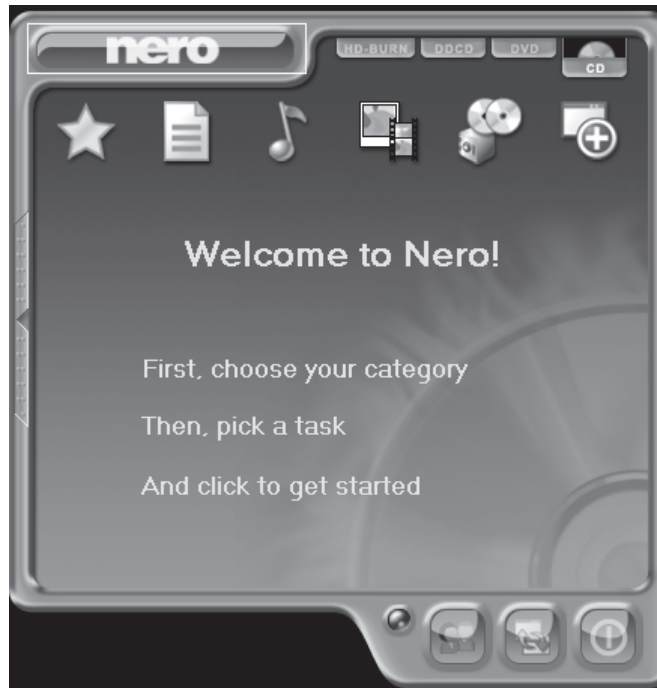 nero
HD-BURN DDCD DVD CD
Welcome to Nero!
First, choose your category
Then, pick a task
And click to get started